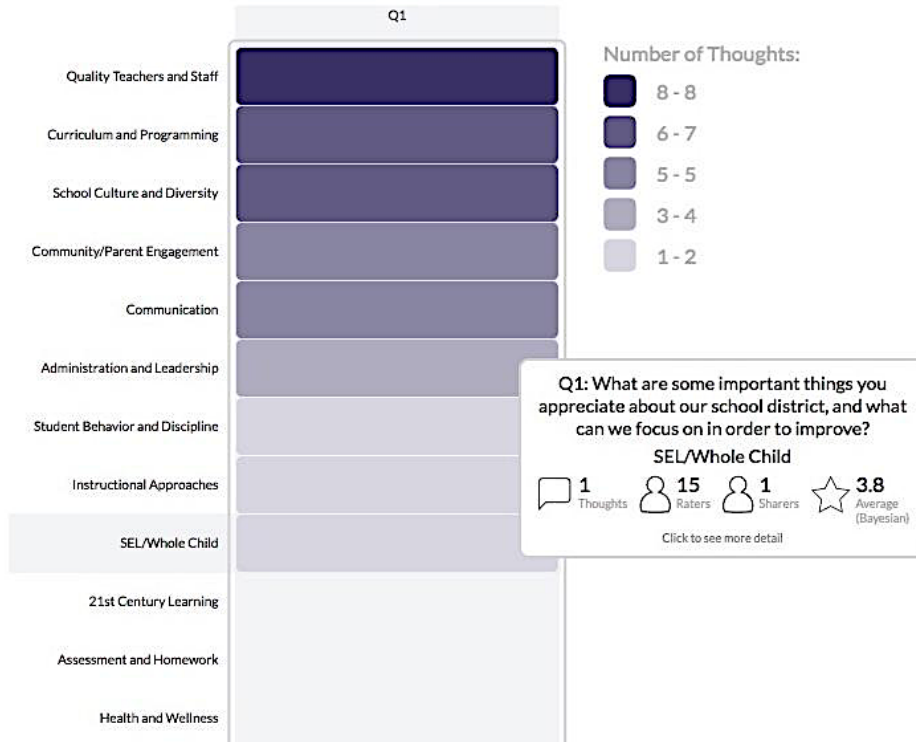 Q1
Quality Teachers and Staff
Curriculum and Programming
School Culture and Diversity
Community/Parent Engagement
Communication
Administration and Leadership
Student Behavior and Discipline
Instructional Approaches
SEL/Whole Child
21st Century Learning
Assessment and Homework
Health and Wellness
Number of Thoughts:
8 - 8
6 - 7
5 - 5
3 - 4
1 - 2
Q1: What are some important things you
appreciate about our school district, and what
can we focus on in order to improve?
SEL/Whole Child
1 Thoughts
15 Raters
1 Sharers
3.8 Average
(Bayesian)
Click to see more detail